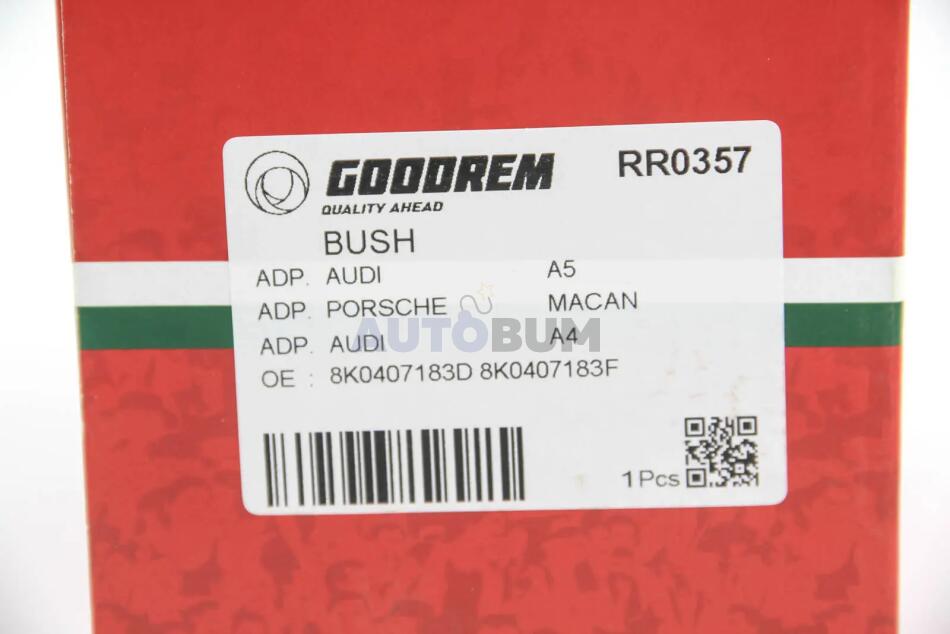 GOODREM RR0357
QUALITY AHEAD
BUSH
ADP. AUDI A5
ADP. PORSCHE MACAN
ADP. AUDI A4
AUTOBUM
OE : 8K0407183D 8K0407183F
1 Pcs